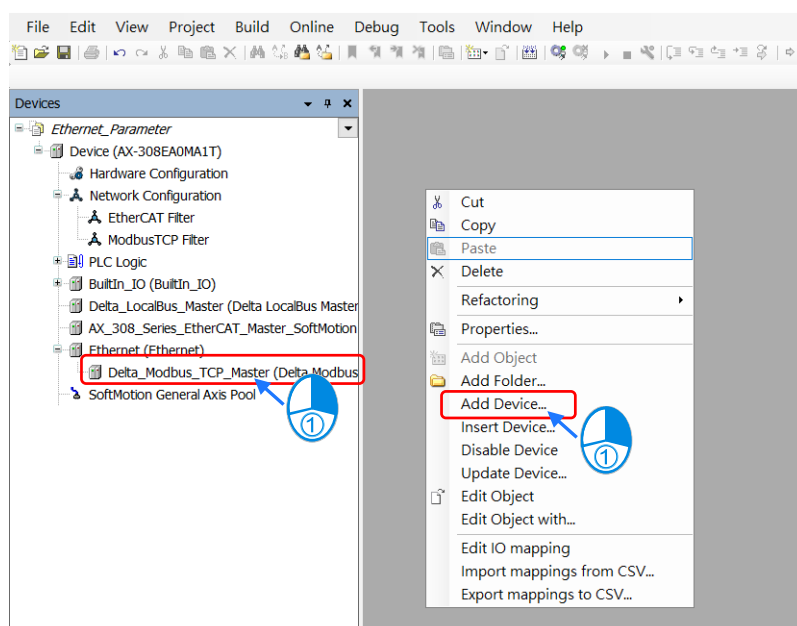 File Edit View Project Build Online Debug Tools Window Help
Devices
Ethernet_Parameter
Device (AX-308EA0MA1T)
Hardware Configuration
Network Configuration
EtherCAT Filter
ModbusTCP Filter
PLC Logic
BuiltIn_IO (BuiltIn_IO)
Delta_LocalBus_Master (Delta LocalBus Master
AX_308_Series_EtherCAT_Master_SoftMotion
Ethernet (Ethernet)
Delta_Modbus_TCP_Master (Delta Modbus
SoftMotion General Axis Pool
1
Cut
Copy
Paste
Delete
Refactoring
Properties...
Add Object
Add Folder...
Add Device...
Insert Device...
Disable Device
Update Device...
Edit Object
Edit Object with...
Edit IO mapping
Import mappings from CSV...
Export mappings to CSV...
1